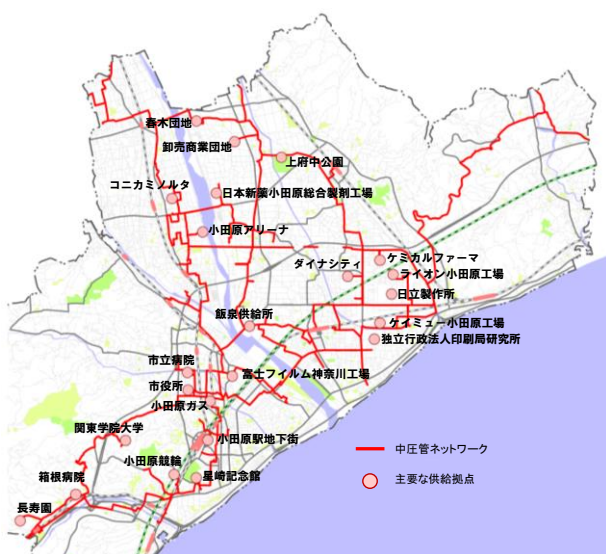 春木団地
卸売商業団地
上府中公園
コニカミノルタ
日本新薬小田原総合製剤工場
小田原アリーナ
ケミカルファーマ
ダイナシティ
ライオン小田原工場
日立製作所
飯泉供給所
ケイミュー小田原工場
独立行政法人印刷局研究所
市立病院
富士フイルム神奈川工場
市役所
小田原ガス
関東学院大学
小田原駅地下街
中圧管ネットワーク
小田原競輪
箱根病院
星崎記念館
主要な供給拠点
長寿園